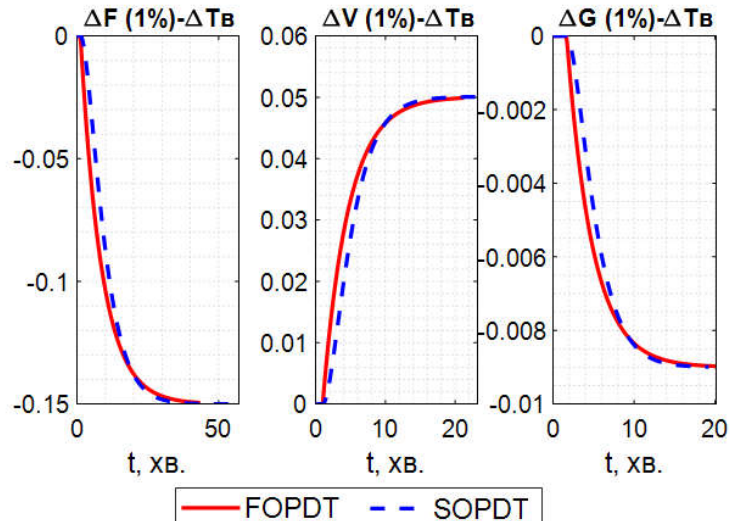 ΔF (1%)-ΔTв
ΔV (1%)-ΔTв
ΔG (1%)-ΔTв
0
-0.05
-0.1
-0.15
0.06
0.05
0.04
0.03
0.02
0.01
0
0
-0.002
-0.004
-0.006
-0.008
-0.01
0 50
0 10 20
0 10 20
t, хв.
t, хв.
t, хв.
FOPDT SOPDT